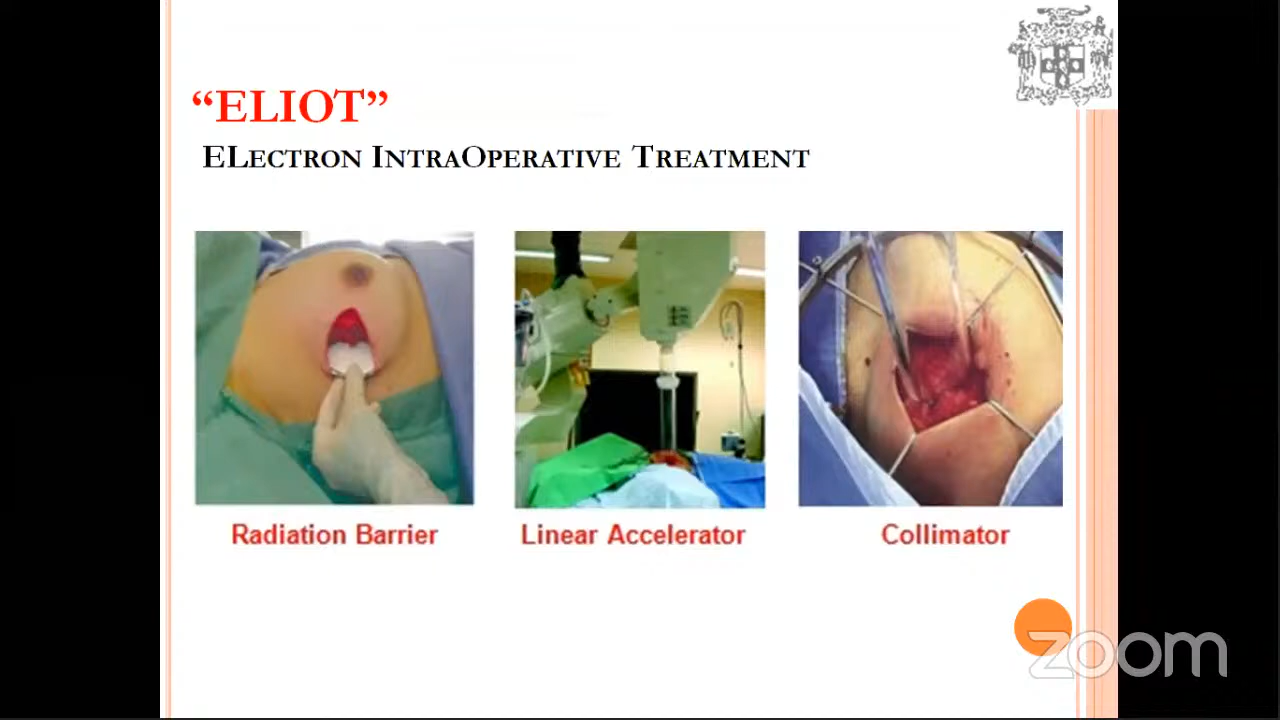 “ELIOT”
ELECTRON INTRAOPERATIVE TREATMENT
Radiation Barrier
Linear Accelerator
Collimator
zoom